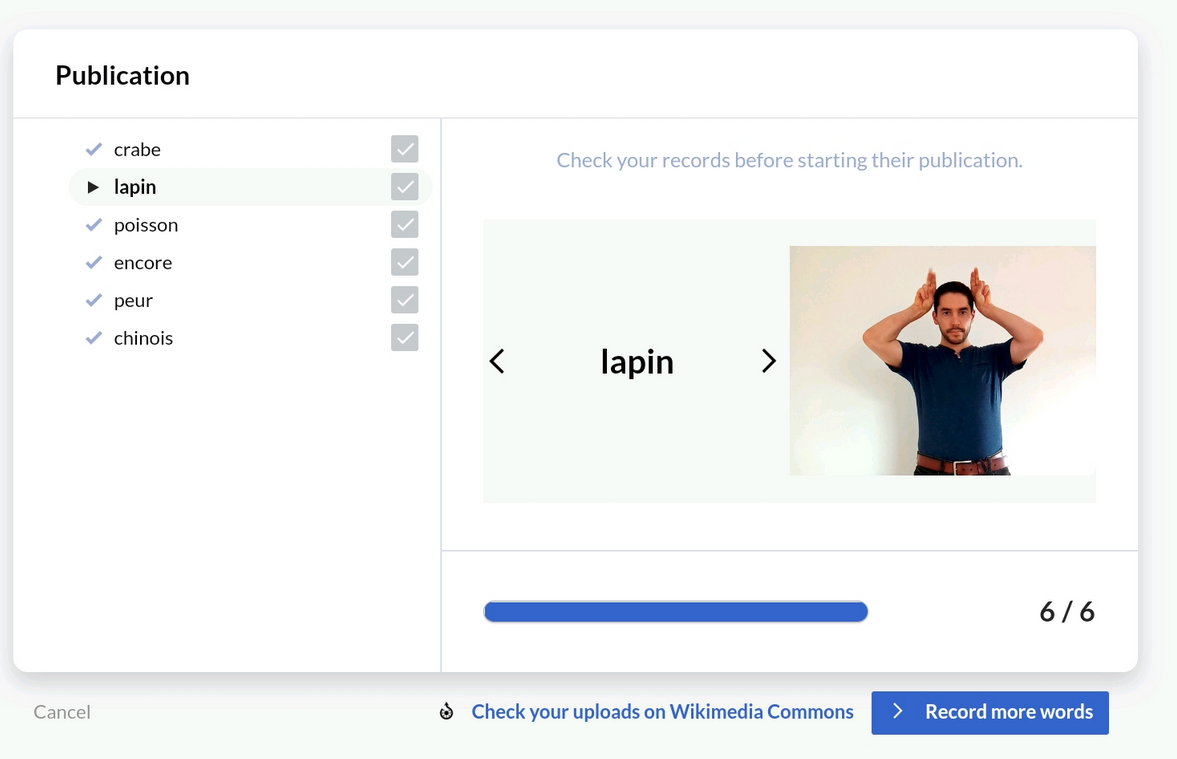 Publication
crabe
lapin
poisson
encore
peur
chinois
Check your records before starting their publication.
lapin
6 / 6
Cancel
Check your uploads on Wikimedia Commons
Record more words